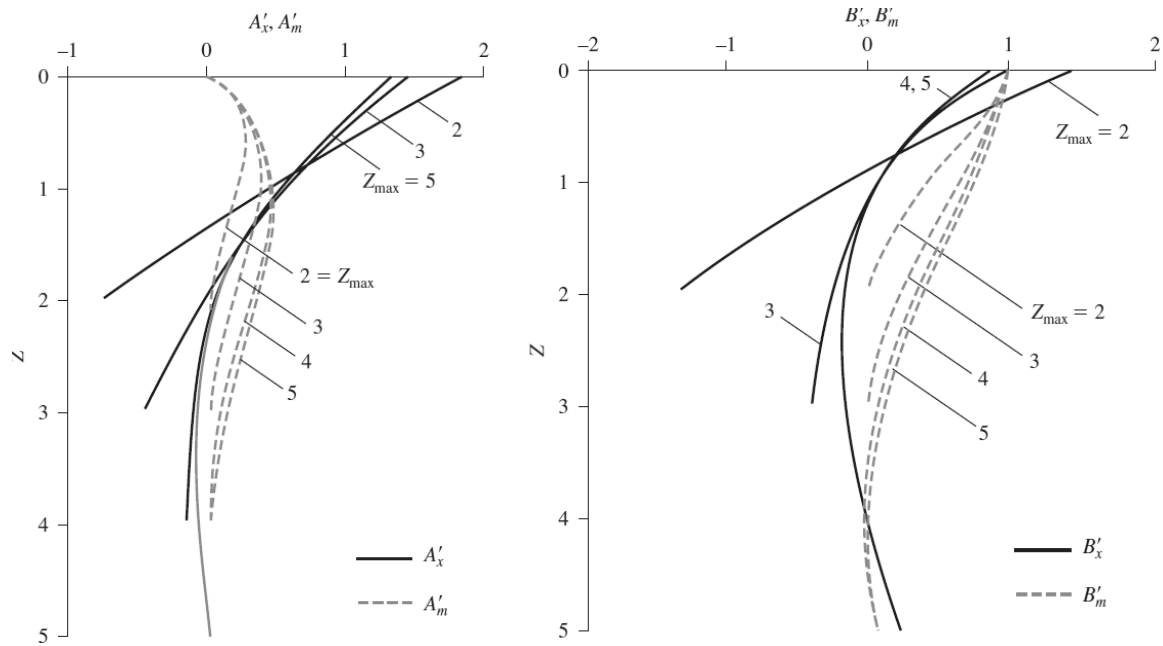 A′x, A′m
−1 0 1 2
0
1
2
3
4
5
Z
2
3
Zmax = 5
2 = Zmax
3
4
5
A′x
A′m
B′x, B′m
−2 −1 0 1 2
0
1
2
3
4
5
Z
4, 5
Zmax = 2
3
Zmax = 2
3
4
5
B′x
B′m